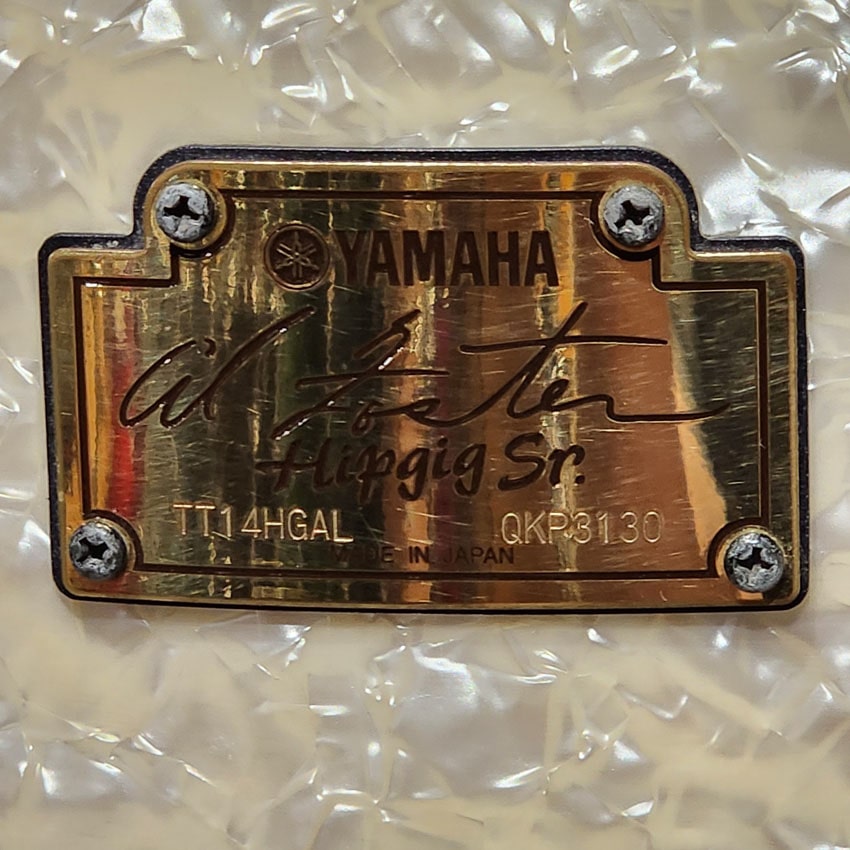 YAMAHA
Al Foster
Hipgig Sr.
TT14HGAL QKP3130
MADE IN JAPAN